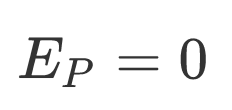 $E_P = 0$